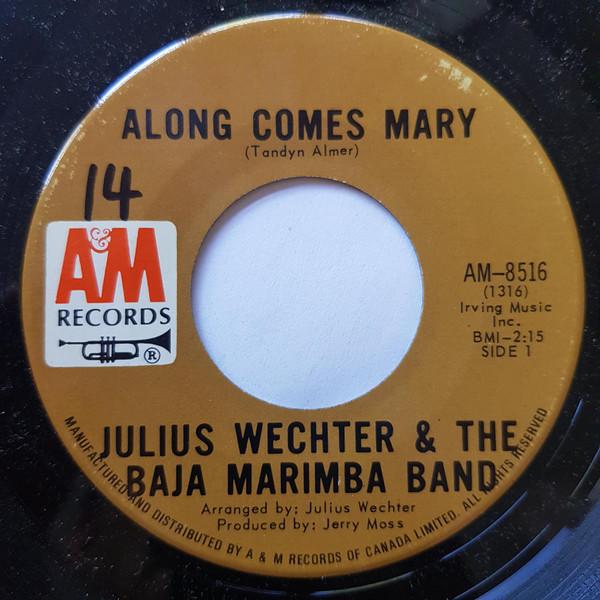 ALONG COMES MARY
(Tandyn Almer)
14
A&M
RECORDS
®
AM-8516
(1316)
Irving Music
Inc.
BMI-2:15
SIDE 1
JULIUS WECHTER & THE
BAJA MARIMBA BAND
Arranged by: Julius Wechter
Produced by: Jerry Moss
MANUFACTURED AND DISTRIBUTED BY A & M RECORDS OF CANADA LIMITED. ALL RIGHTS RESERVED